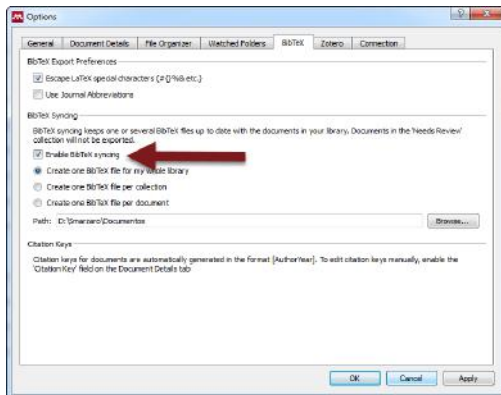 Options
General Document Details File Organizer Watched Folders BibTeX Zotero Connection
BibTeX Export Preferences
Escape LaTeX special characters (#{}%& etc.)
Use Journal Abbreviations
BibTeX Syncing
BibTeX syncing keeps one or several BibTeX files up to date with the documents in your library. Documents in the 'Needs Review'
collection will not be exported.
Enable BibTeX syncing
Create one BibTeX file for my whole library
Create one BibTeX file per collection
Create one BibTeX file per document
Path: D:\Smarzaro\Documentos Browse...
Citation Keys
Citation keys for documents are automatically generated in the format [AuthorYear]. To edit citation keys manually, enable the
'Citation Key' field on the Document Details tab
OK Cancel Apply